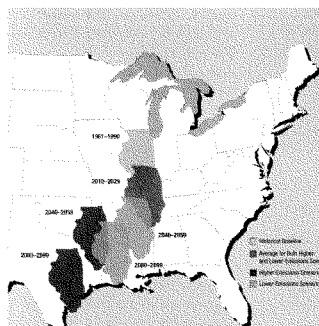 1961–1990
2010–2029
2040–2059
2080–2099
2040–2059
2080–2099
Historical Baseline
Average for Both Higher
and Lower Emissions Scenarios
Higher Emissions Scenario
Lower Emissions Scenario